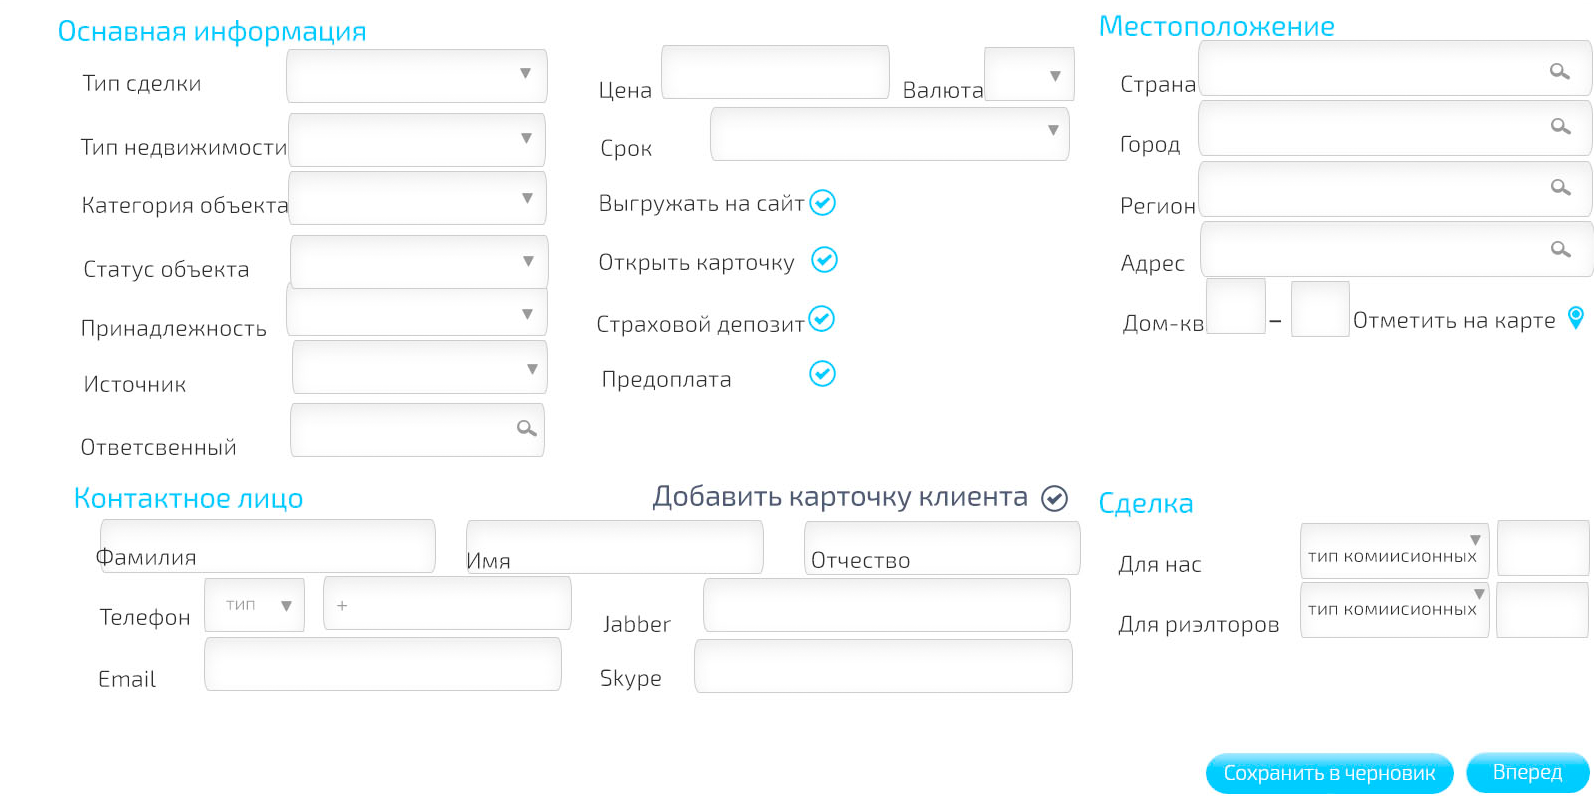 Оснавная информация
Тип сделки
Тип недвижимости
Категория объекта
Статус объекта
Принадлежность
Источник
Ответсвенный
Цена
Валюта
Срок
Выгружать на сайт
Открыть карточку
Страховой депозит
Предоплата
Местоположение
Страна
Город
Регион
Адрес
Дом-кв – Отметить на карте
Контактное лицо
Добавить карточку клиента
Фамилия
Имя
Отчество
Телефон
тип
+
Jabber
Email
Skype
Сделка
Для нас
тип комиисионных
Для риэлторов
тип комиисионных
Сохранить в черновик
Вперед